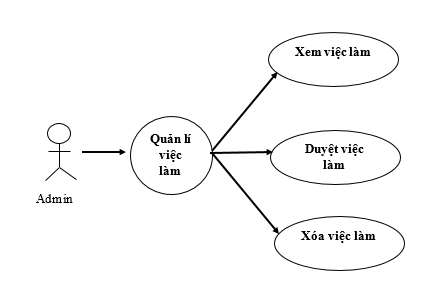 Xem việc làm
Quản lí
việc
làm
Duyệt việc
làm
Admin
Xóa việc làm